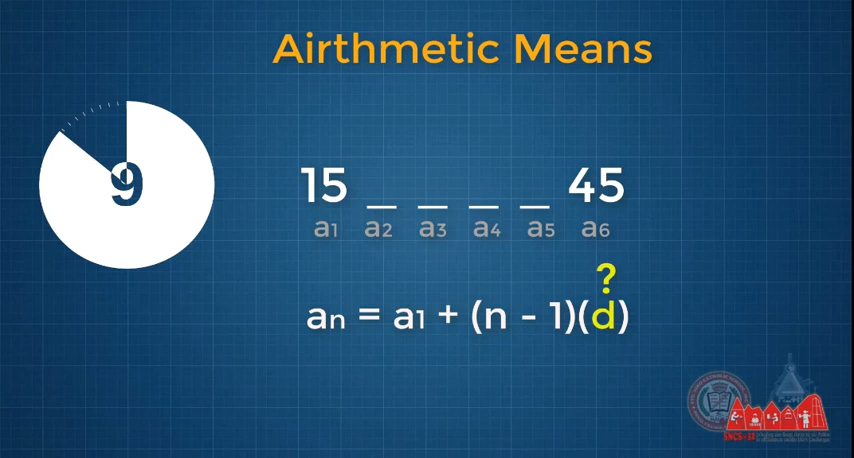 Airthmetic Means
9
15 _ _ _ _ 45
a1 a2 a3 a4 a5 a6
?
an = a1 + (n - 1)(d)